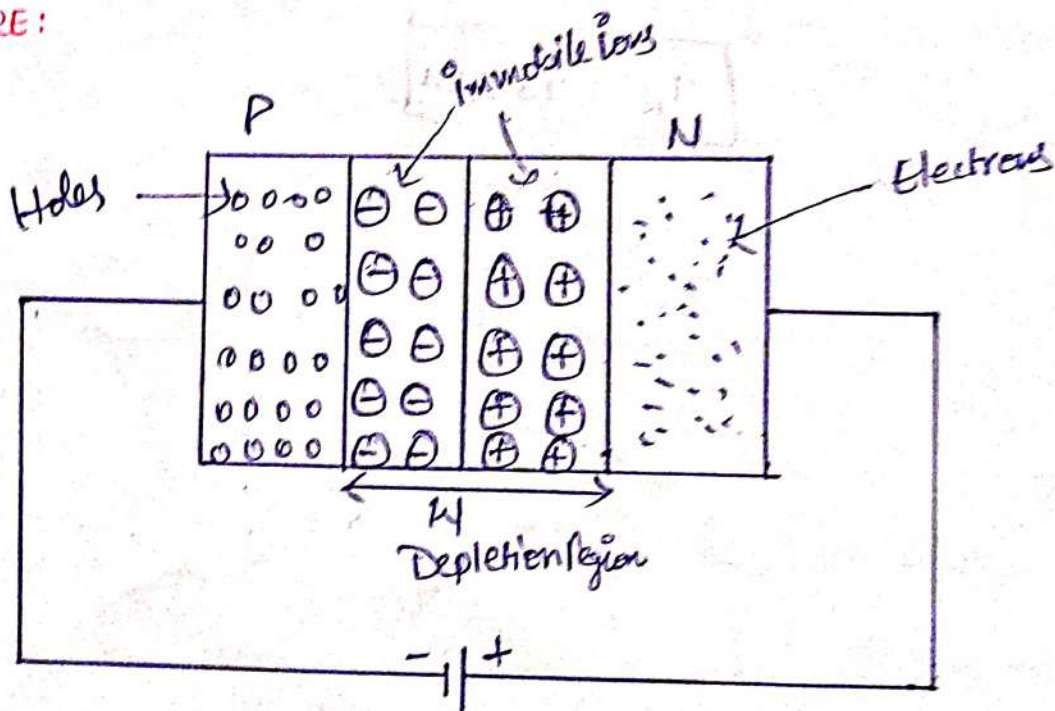 RE:
immobile ions
P
N
Holes
Electrons
W
Depletion region
- +